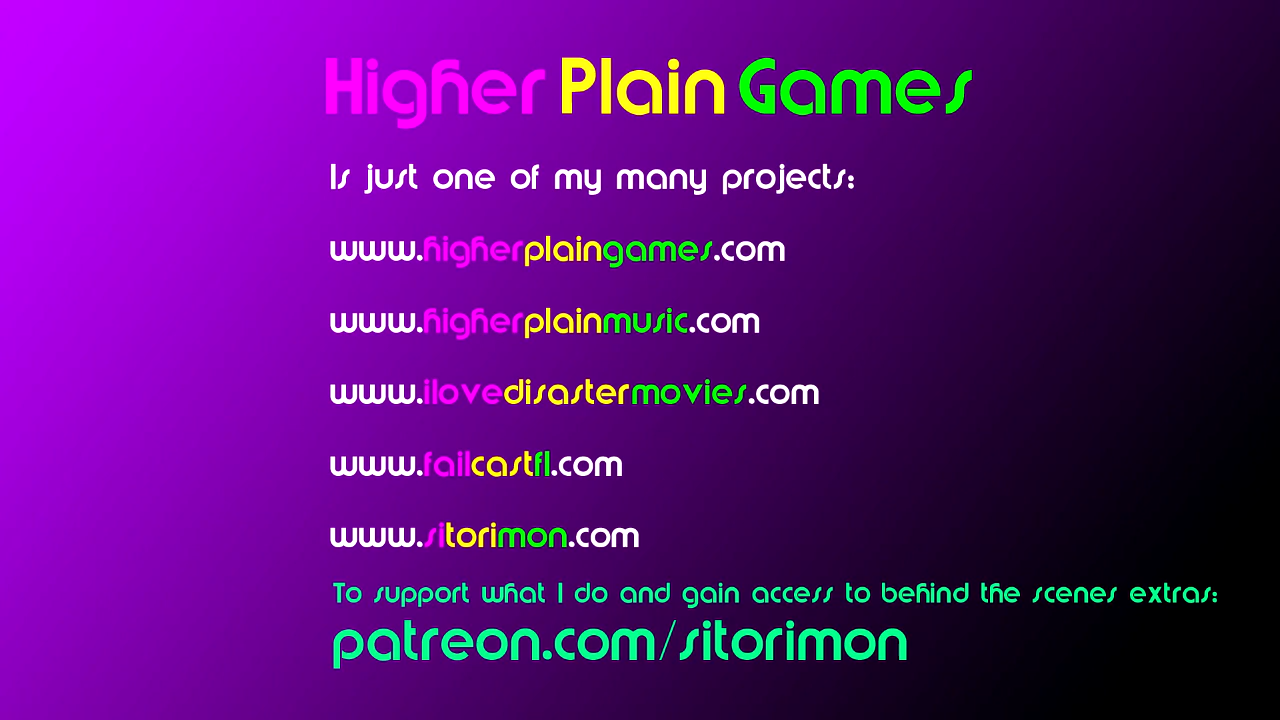 Higher Plain Games
Is just one of my many projects:
www.higherplaingames.com
www.higherplainmusic.com
www.ilovedisastermovies.com
www.failcastfl.com
www.sitorimon.com
To support what I do and gain access to behind the scenes extras:
patreon.com/sitorimon